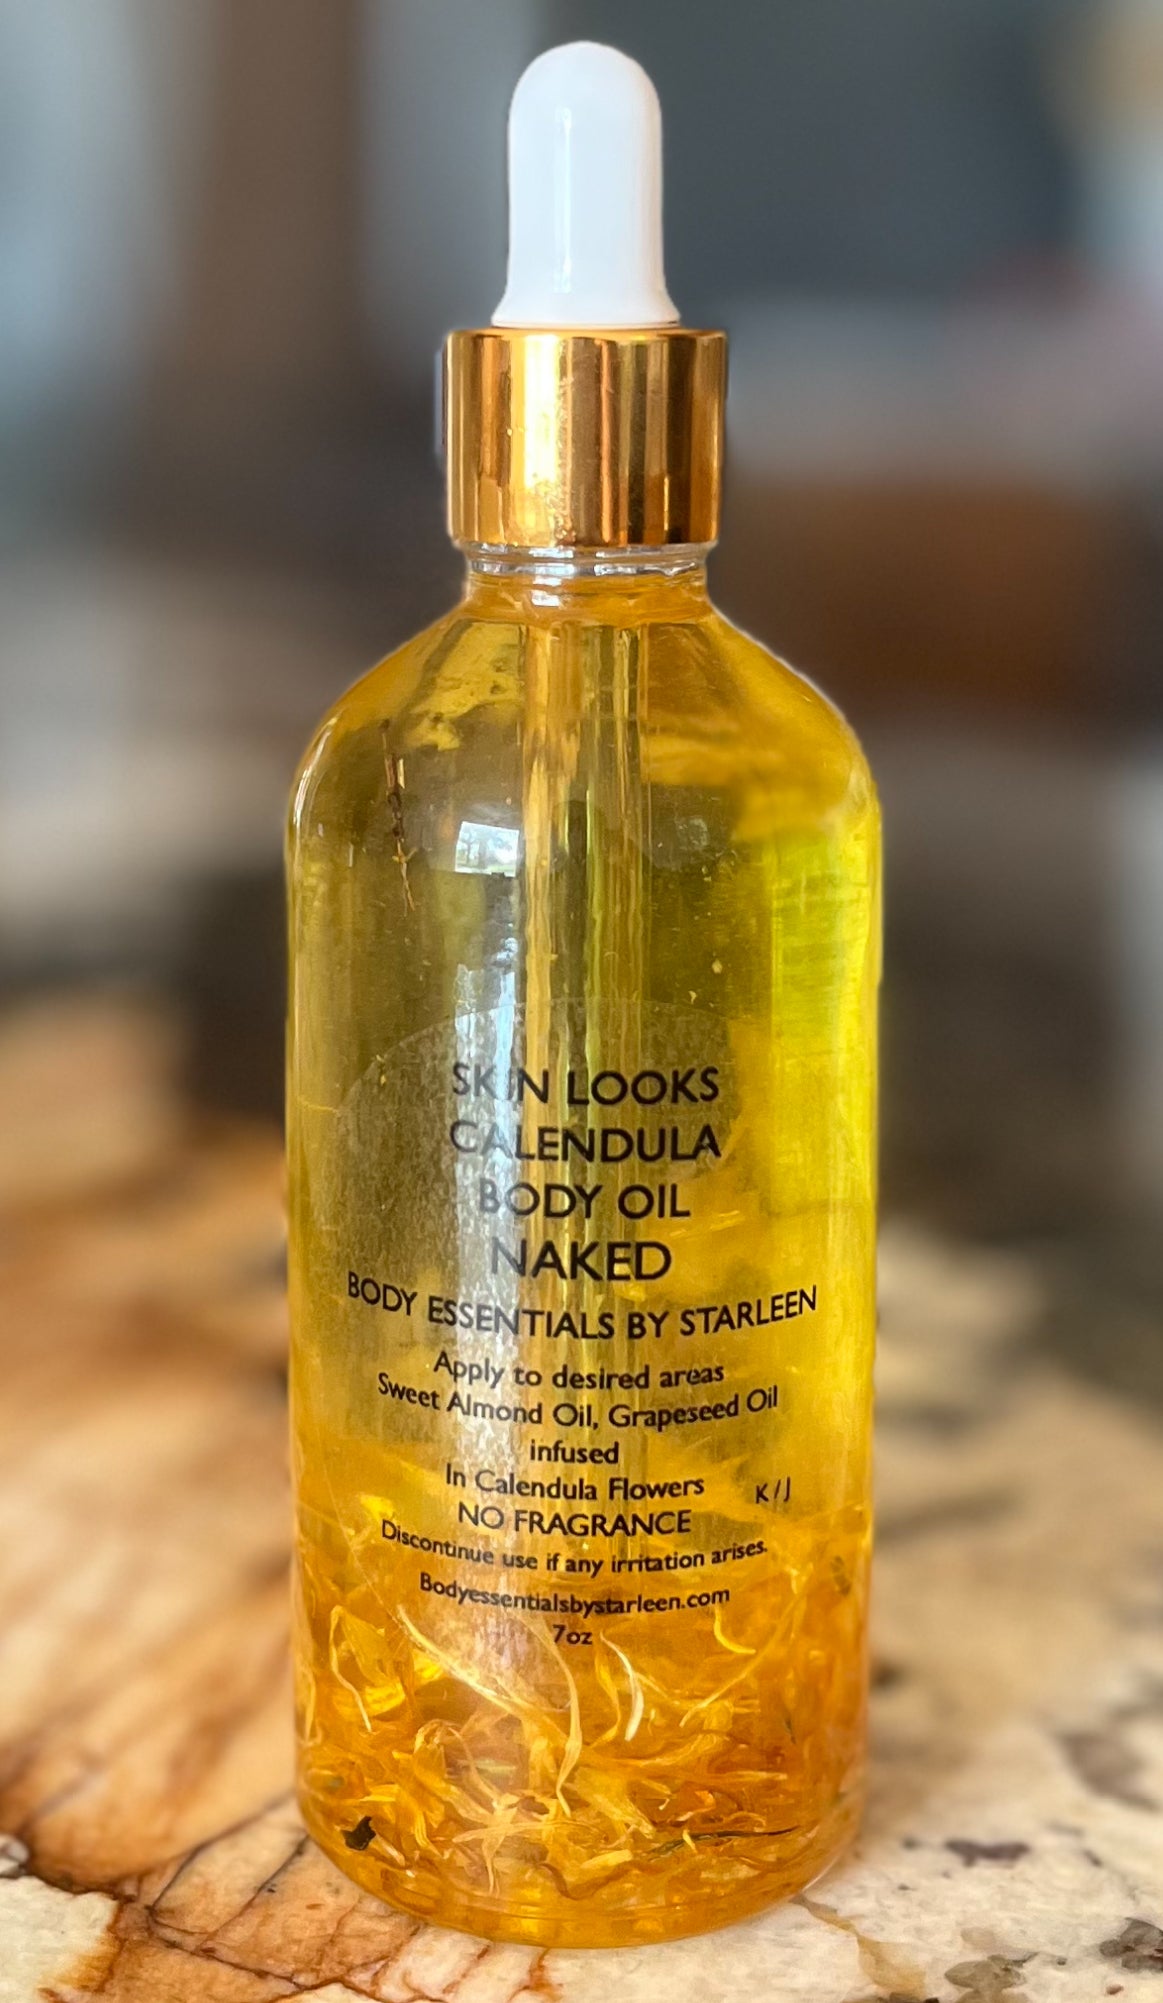 SKIN LOOKS
CALENDULA
BODY OIL
NAKED
BODY ESSENTIALS BY STARLEEN
Apply to desired areas
Sweet Almond Oil, Grapeseed Oil
infused
In Calendula Flowers
K/J
NO FRAGRANCE
Discontinue use if any irritation arises.
Bodyessentialsbystarleen.com
7oz